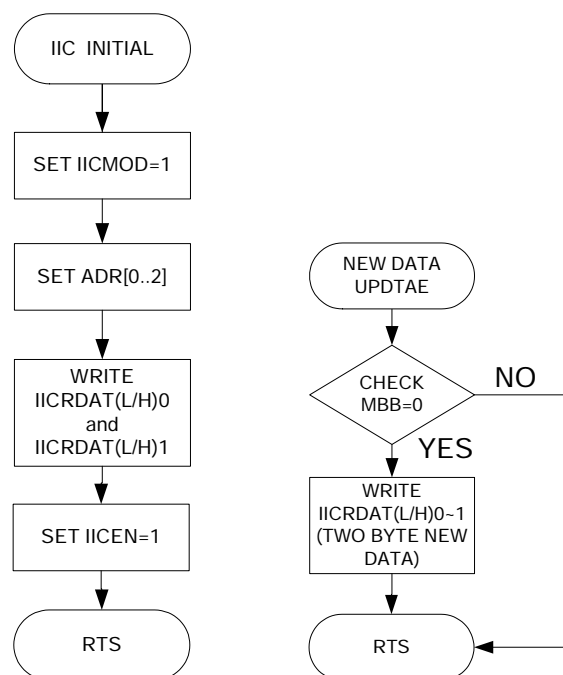 IIC INITIAL
SET IICMOD=1
SET ADR[0..2]
WRITE
IICRDAT(L/H)0
and
IICRDAT(L/H)1
SET IICEN=1
RTS
NEW DATA
UPDTAE
CHECK
MBB=0
NO
YES
WRITE
IICRDAT(L/H)0~1
(TWO BYTE NEW
DATA)
RTS